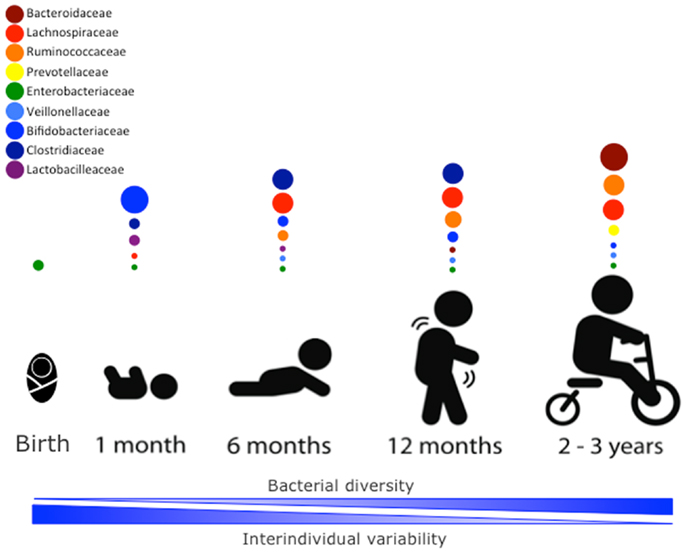 Bacteroidaceae
Lachnospiraceae
Ruminococcaceae
Prevotellaceae
Enterobacteriaceae
Veillonellaceae
Bifidobacteriaceae
Clostridiaceae
Lactobacilleaceae
Birth 1 month 6 months 12 months 2 - 3 years
Bacterial diversity
Interindividual variability